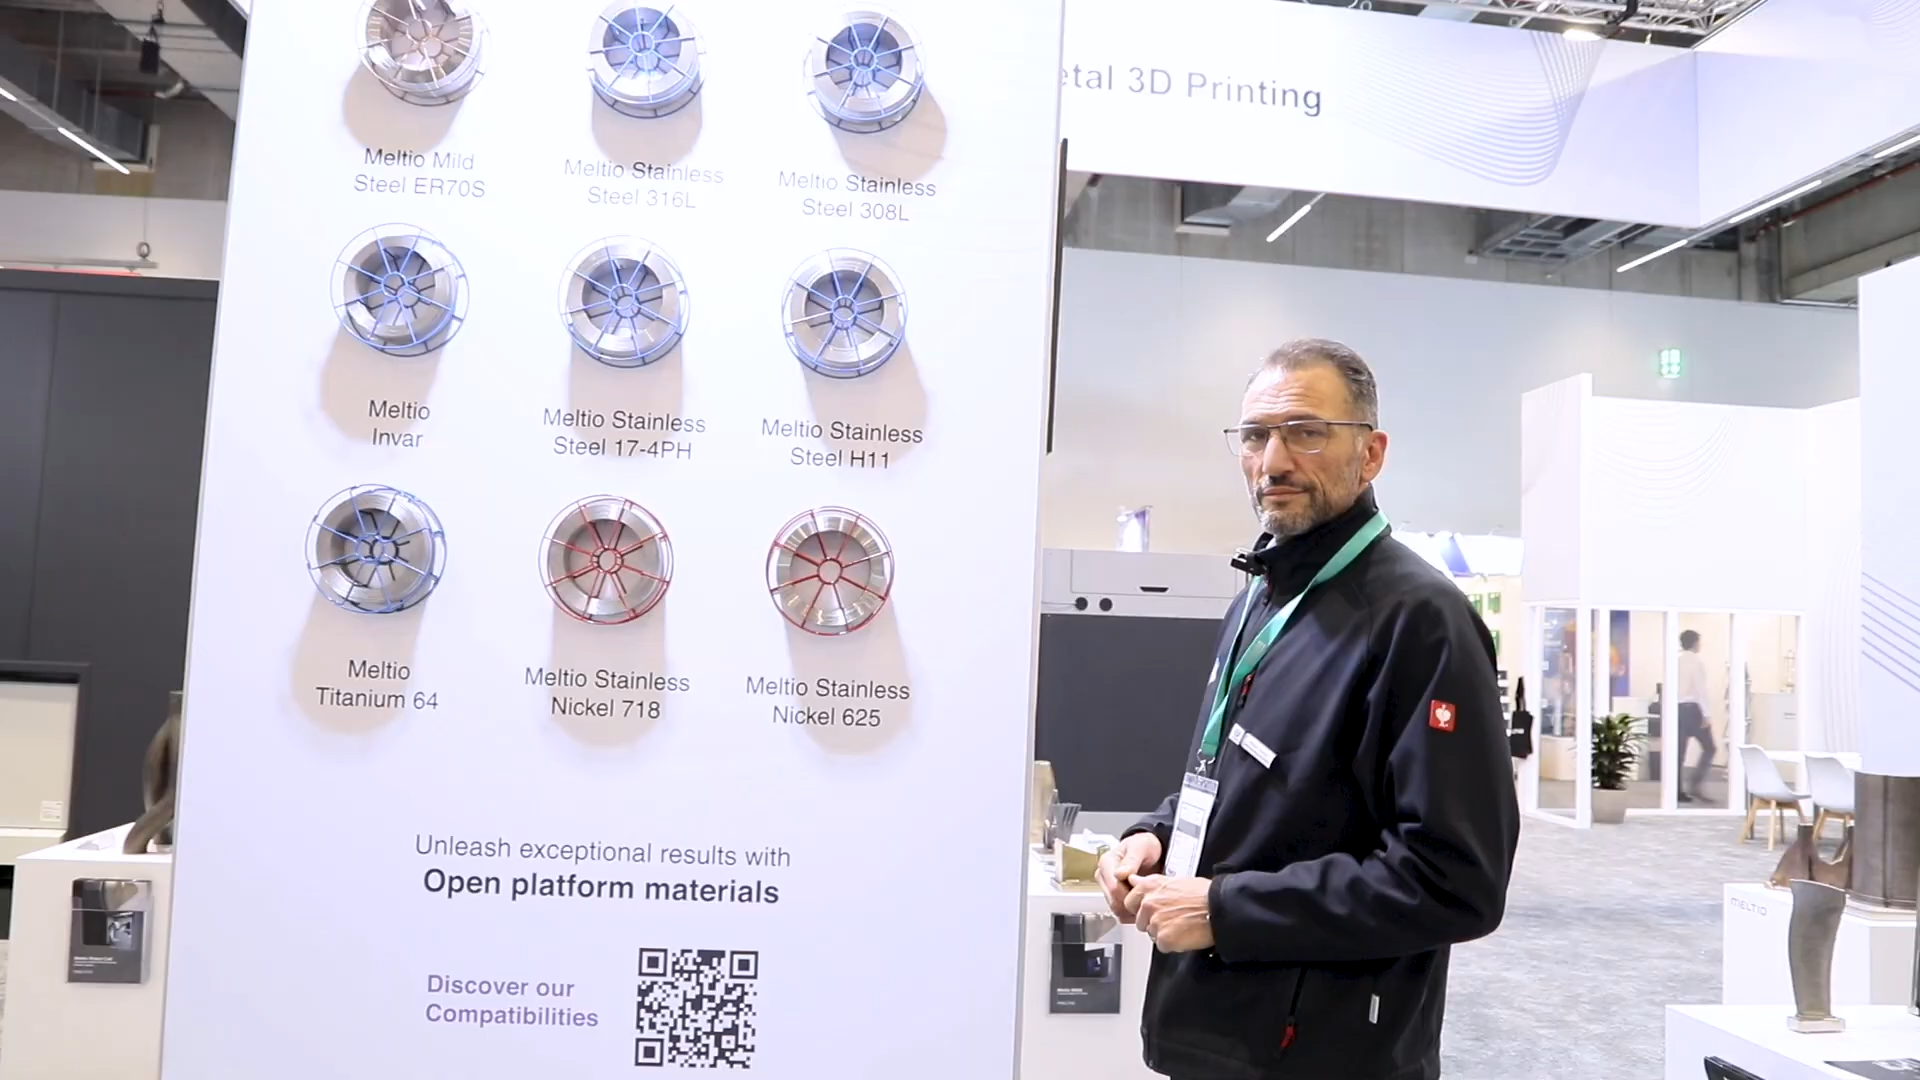 etal 3D Printing
Meltio Mild
Steel ER70S
Meltio Stainless
Steel 316L
Meltio Stainless
Steel 308L
Meltio
Invar
Meltio Stainless
Steel 17-4PH
Meltio Stainless
Steel H11
Meltio
Titanium 64
Meltio Stainless
Nickel 718
Meltio Stainless
Nickel 625
Unleash exceptional results with
Open platform materials
Discover our
Compatibilities
MELTIO